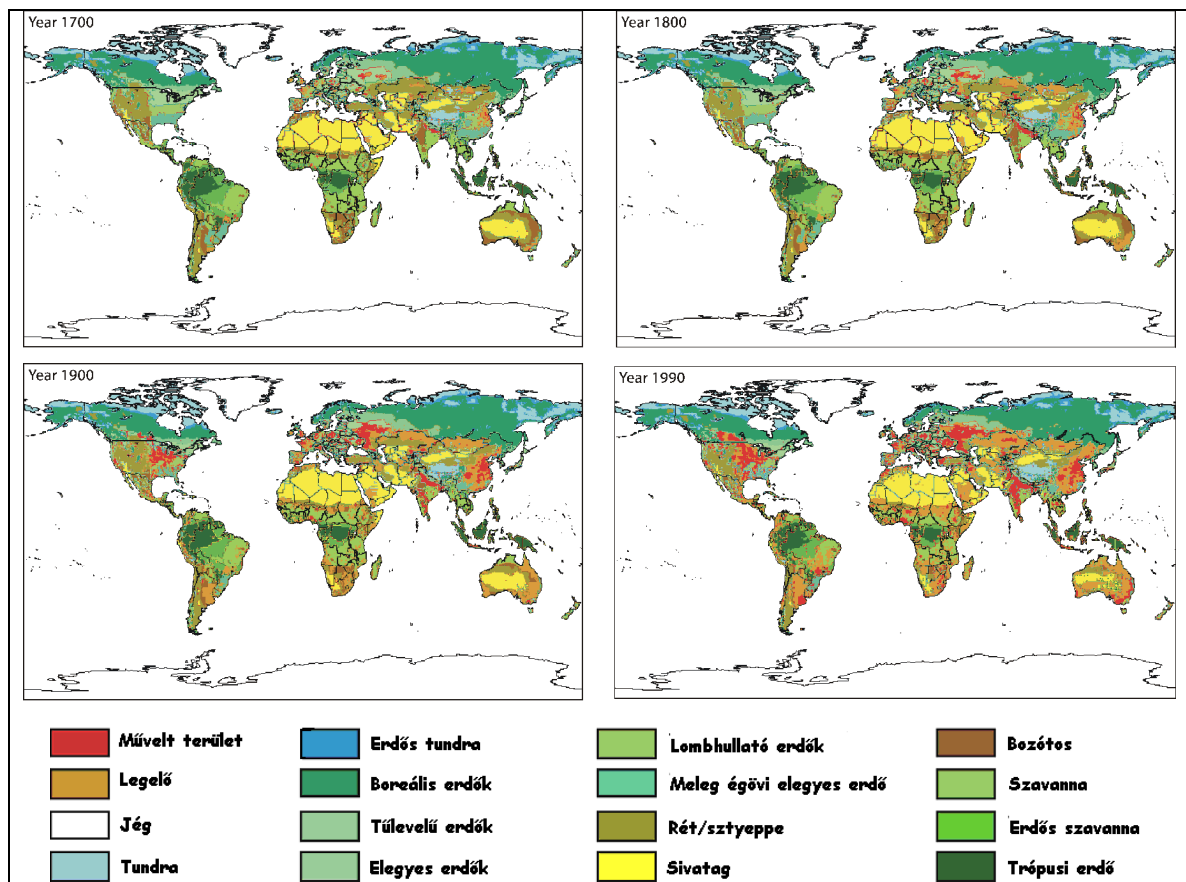 Year 1700
Year 1800
Year 1900
Year 1990
Művelt terület
Legelő
Jég
Tundra
Erdős tundra
Boreális erdők
Tűlevelű erdők
Elegyes erdők
Lombhullató erdők
Meleg égövi elegyes erdő
Rét/sztyeppe
Sivatag
Bozótos
Szavanna
Erdős szavanna
Trópusi erdő